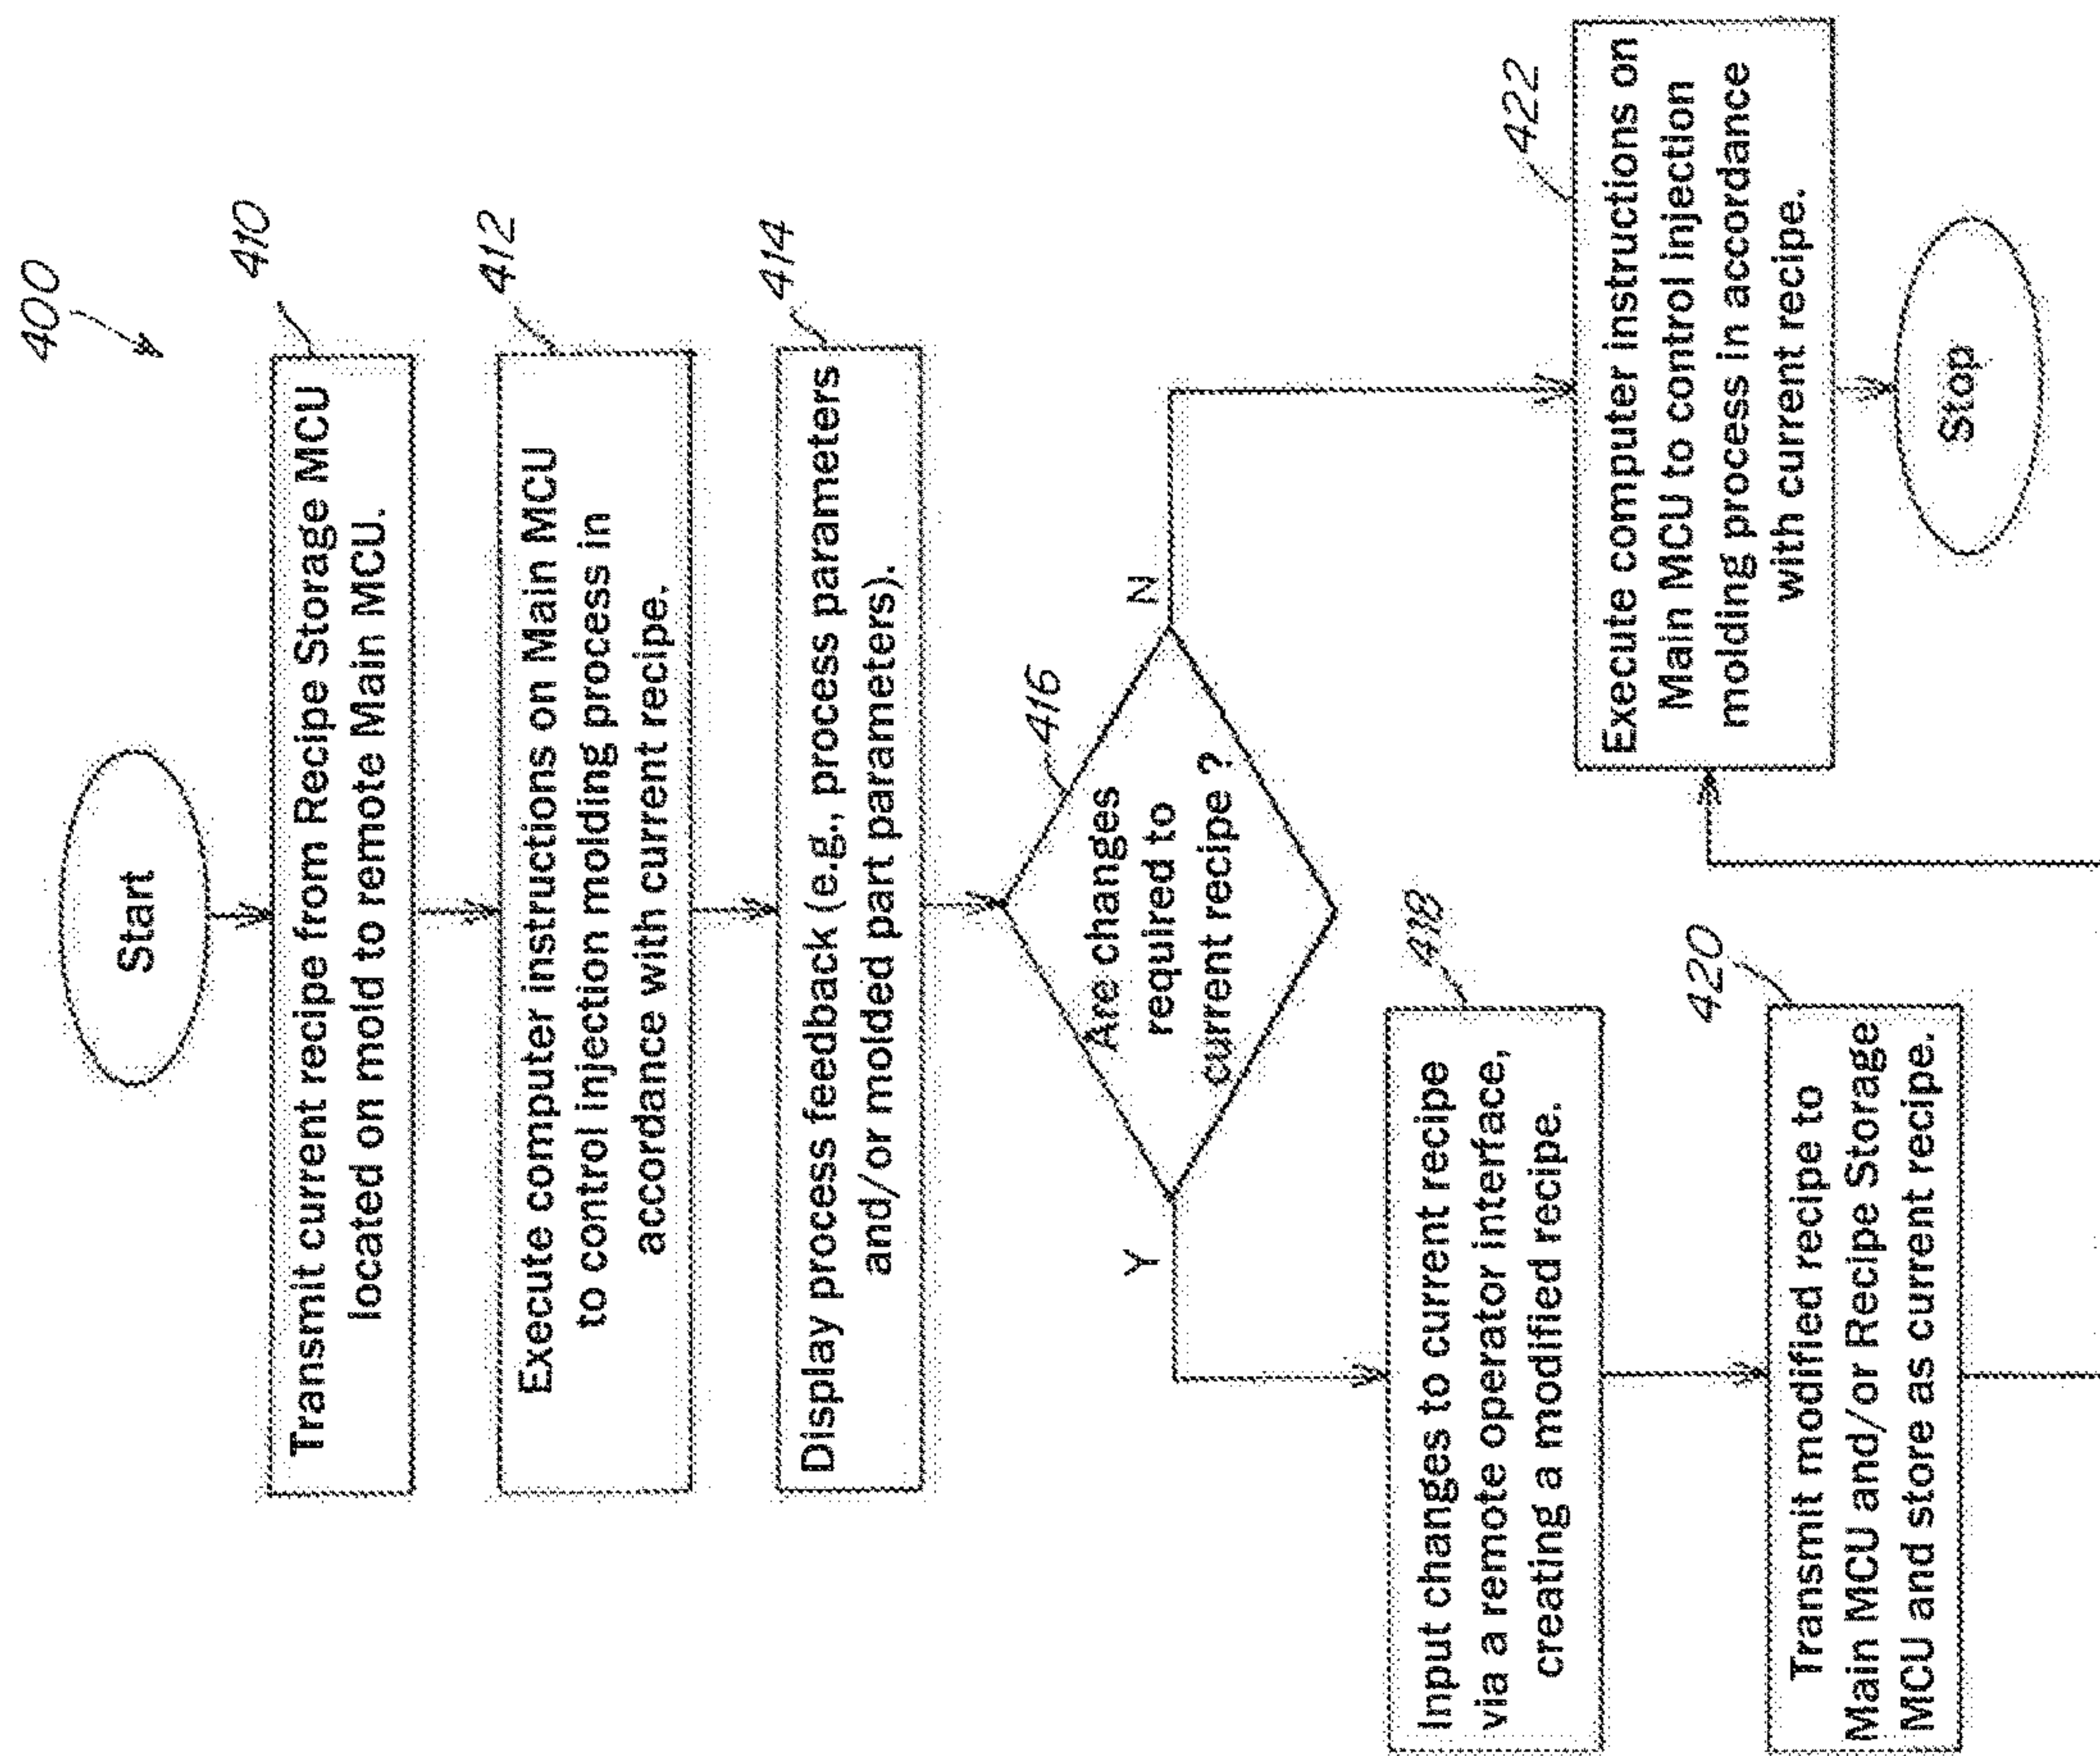 400
Start
410
Transmit current recipe from Recipe Storage MCU
located on mold to remote Main MCU.
412
Execute computer instructions on Main MCU
to control injection molding process in
accordance with current recipe.
414
Display process feedback (e.g., process parameters
and/or molded part parameters).
416
Are changes
required to
current recipe ?
Y
N
418
Input changes to current recipe
via a remote operator interface,
creating a modified recipe.
420
Transmit modified recipe to
Main MCU and/or Recipe Storage
MCU and store as current recipe.
422
Execute computer instructions on
Main MCU to control injection
molding process in accordance
with current recipe.
Stop